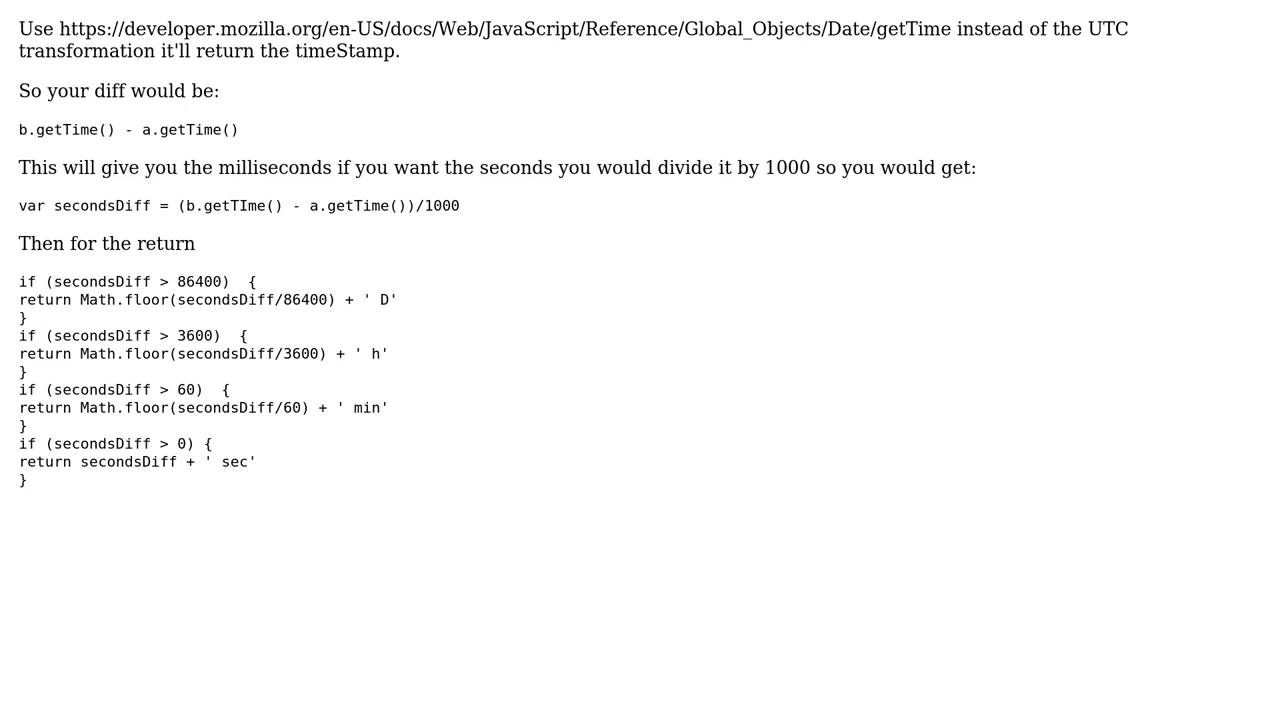 Use https://developer.mozilla.org/en-US/docs/Web/JavaScript/Reference/Global_Objects/Date/getTime instead of the UTC
transformation it'll return the timeStamp.
So your diff would be:
b.getTime() - a.getTime()
This will give you the milliseconds if you want the seconds you would divide it by 1000 so you would get:
var secondsDiff = (b.getTIme() - a.getTime())/1000
Then for the return
if (secondsDiff > 86400)  {
return Math.floor(secondsDiff/86400) + ' D'
}
if (secondsDiff > 3600)  {
return Math.floor(secondsDiff/3600) + ' h'
}
if (secondsDiff > 60)  {
return Math.floor(secondsDiff/60) + ' min'
}
if (secondsDiff > 0) {
return secondsDiff + ' sec'
}